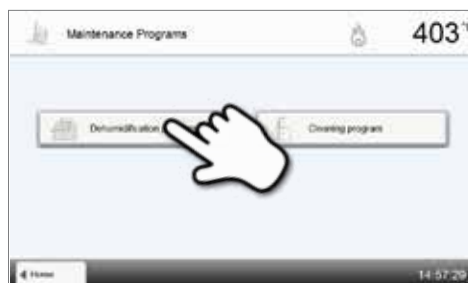 Maintenance Programs
403°
Dehumidification
Cleaning program
Home
14:57:29